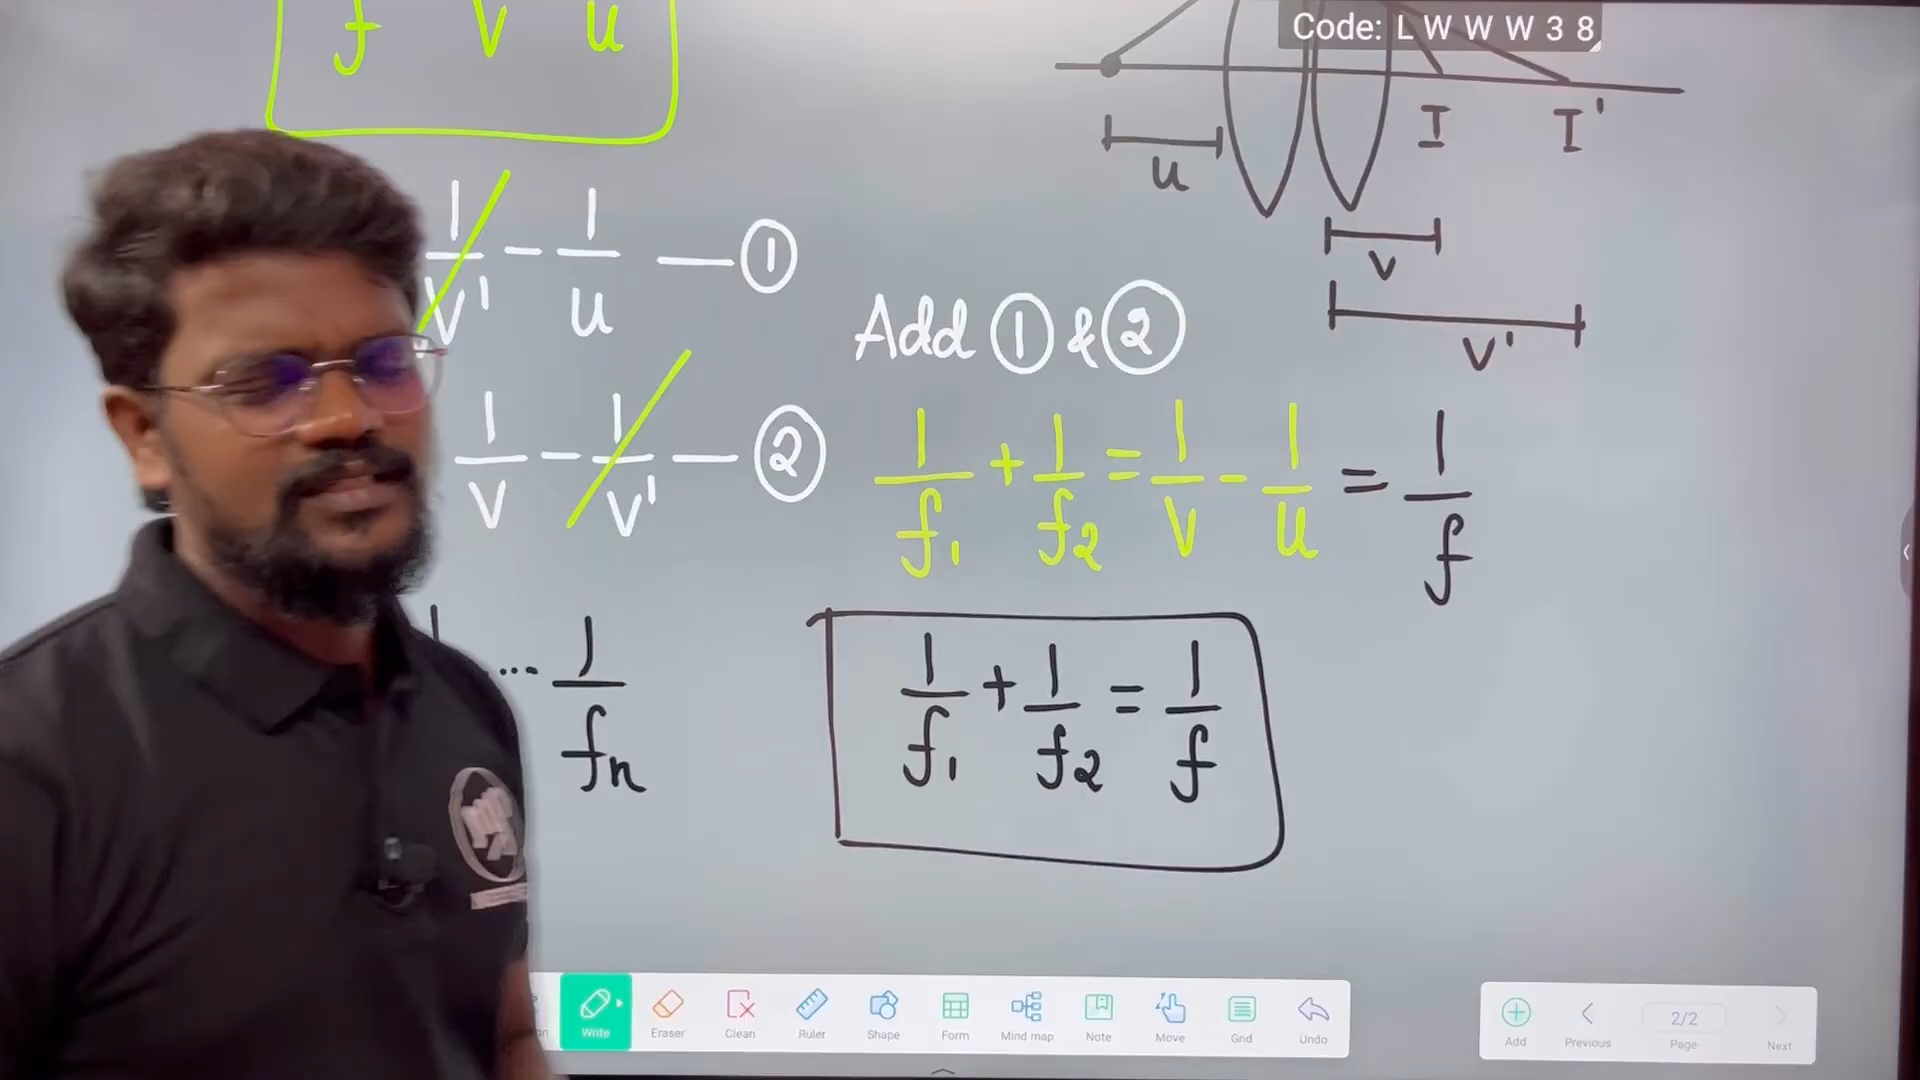 Code: LWWW38
f v u
I I'
u
v
v'
1/v' - 1/u — ①
Add ① & ②
1/v - 1/v' — ②
1/f₁ + 1/f₂ = 1/v - 1/u = 1/f
... 1/fn
1/f₁ + 1/f₂ = 1/f
Write Eraser Clean Ruler Shape Form Mind map Note Move Grid Undo
2/2
Add Previous Page Next